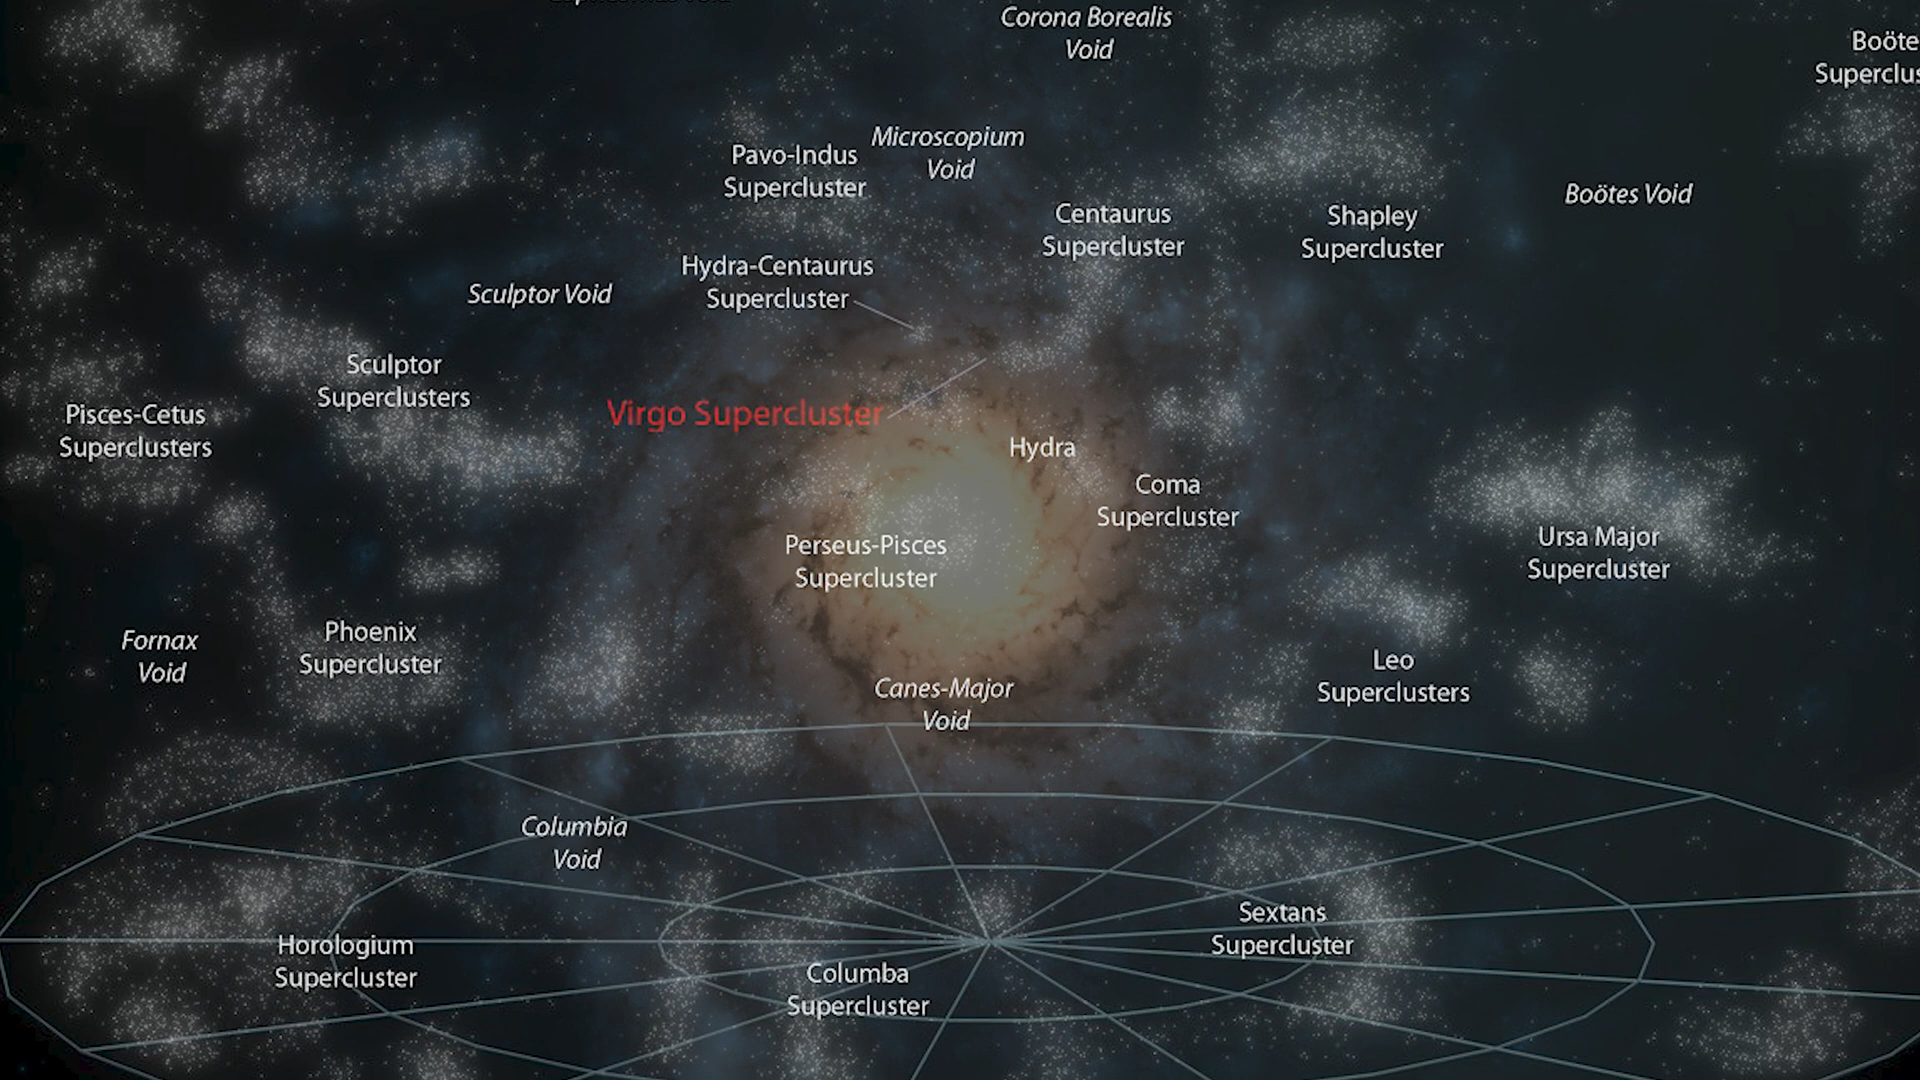 Corona Borealis
Void
Boöte
Superclus
Microscopium
Void
Pavo-Indus
Supercluster
Boötes Void
Centaurus
Supercluster
Shapley
Supercluster
Hydra-Centaurus
Supercluster
Sculptor Void
Sculptor
Superclusters
Pisces-Cetus
Superclusters
Virgo Supercluster
Hydra
Coma
Supercluster
Perseus-Pisces
Supercluster
Ursa Major
Supercluster
Fornax
Void
Phoenix
Supercluster
Leo
Superclusters
Canes-Major
Void
Columbia
Void
Sextans
Supercluster
Horologium
Supercluster
Columba
Supercluster